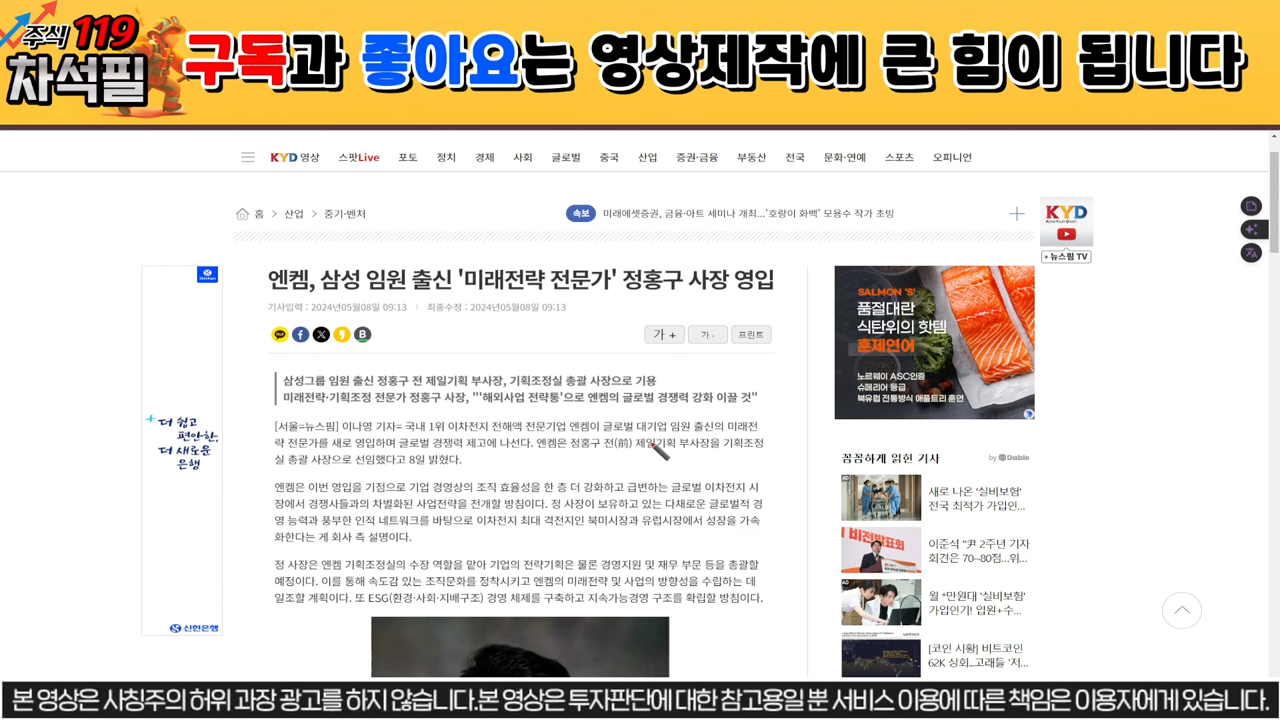 주식 119
차석필
구독과 좋아요는 영상제작에 큰 힘이 됩니다
KYD 영상 스팟Live 포토 정치 경제 사회 글로벌 중국 산업 증권·금융 부동산 전국 문화·연예 스포츠 오피니언
홈 > 산업 > 중기·벤처
속보 미래에셋증권, 금융·아트 세미나 개최...'호랑이 화백' 모용수 작가 초빙
KYD
뉴스핌 TV
엔켐, 삼성 임원 출신 '미래전략 전문가' 정홍구 사장 영입
기사입력 : 2024년05월08일 09:13 최종수정 : 2024년05월08일 09:13
가 + 가 - 프린트
삼성그룹 임원 출신 정홍구 전 제일기획 부사장, 기획조정실 총괄 사장으로 기용
미래전략·기획조정 전문가 정홍구 사장, "'해외사업 전략통'으로 엔켐의 글로벌 경쟁력 강화 이끌 것"
[서울=뉴스핌] 이나영 기자= 국내 1위 이차전지 전해액 전문기업 엔켐이 글로벌 대기업 임원 출신의 미래전
략 전문가를 새로 영입하며 글로벌 경쟁력 제고에 나선다. 엔켐은 정홍구 전(前) 제일기획 부사장을 기획조정
실 총괄 사장으로 선임했다고 8일 밝혔다.
엔켐은 이번 영입을 기점으로 기업 경영상의 조직 효율성을 한 층 더 강화하고 급변하는 글로벌 이차전지 시
장에서 경쟁사들과의 차별화된 사업전략을 전개할 방침이다. 정 사장이 보유하고 있는 다채로운 글로벌적 경
영 능력과 풍부한 인적 네트워크를 바탕으로 이차전지 최대 격전지인 북미시장과 유럽시장에서 성장을 가속
화한다는 게 회사 측 설명이다.
정 사장은 엔켐 기획조정실의 수장 역할을 맡아 기업의 전략기획은 물론 경영지원 및 재무 부문 등을 총괄할
예정이다. 이를 통해 속도감 있는 조직문화를 정착시키고 엔켐의 미래전략 및 사업의 방향성을 수립하는 데
일조할 계획이다. 또 ESG(환경·사회·지배구조) 경영 체제를 구축하고 지속가능경영 구조를 확립할 방침이다.
Shinhan
더 쉽고
편안한,
더 새로운
은행
신한은행
SALMON 'S'
품절대란
식탁위의 핫템
훈제연어
노르웨이 ASC인증
슈페리어 등급
북유럽 전통방식 애플트리 훈연
꼼꼼하게 읽힌 기사 by Dable
AD
새로 나온 '실비보험'
전국 최적가 가입인...
비전발표회
이준석 "尹 2주년 기자
회견은 70~80점...위...
AD
월 *만원대 '실비보험'
가입인기! 입원+수...
[코인 시황] 비트코인
62K 상회...고래들 '저...
본 영상은 사칭주의 허위 과장 광고를 하지 않습니다.본 영상은 투자판단에 대한 참고용일 뿐 서비스 이용에 따른 책임은 이용자에게 있습니다.